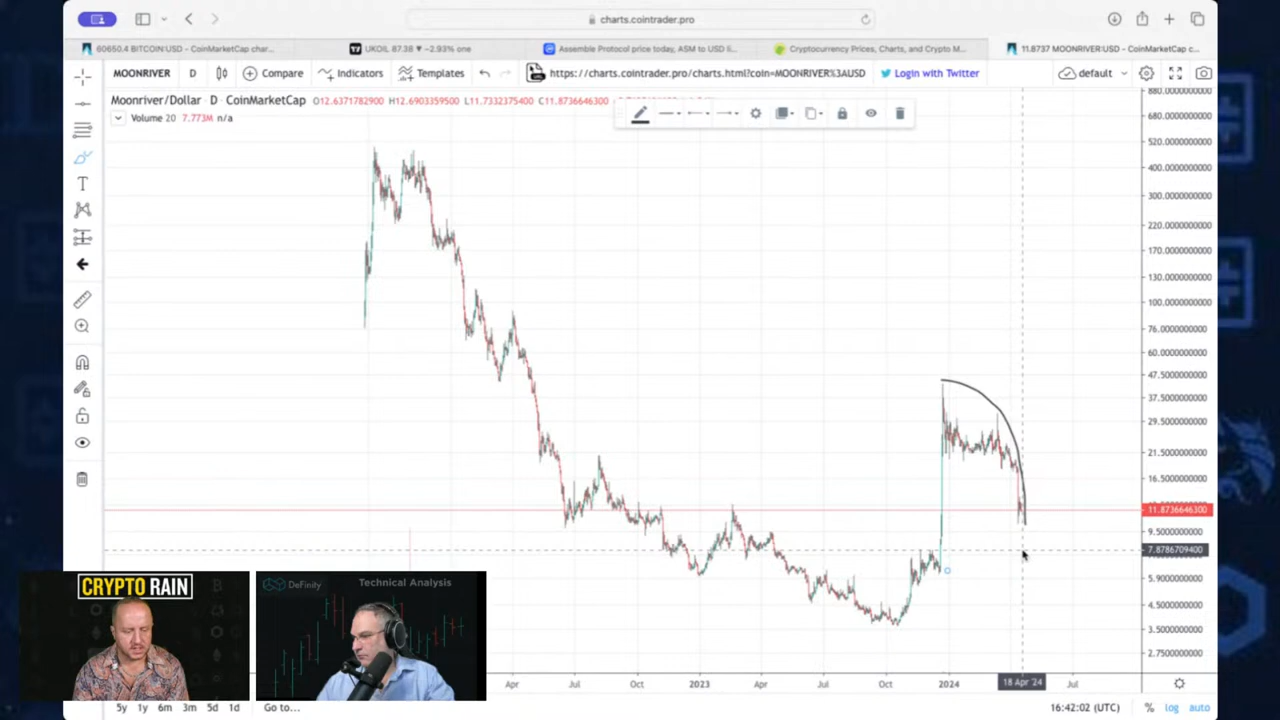 charts.cointrader.pro
60650.4 BITCOIN:USD - CoinMarketCap char...
UKOIL 87.38 ▼ −2.93% one
Assemble Protocol price today, ASM to USD li...
Cryptocurrency Prices, Charts, and Crypto M...
11.8737 MOONRIVER:USD - CoinMarketCap c...
MOONRIVER D Compare Indicators Templates https://charts.cointrader.pro/charts.html?coin=MOONRIVER%3AUSD Login with Twitter default
Moonriver/Dollar · D · CoinMarketCap O12.6371782900 H12.6903359500 L11.7332375400 C11.8736646300
Volume 20 7.773M n/a
880.0000000000
680.0000000000
520.0000000000
400.0000000000
300.0000000000
220.0000000000
170.0000000000
130.0000000000
100.0000000000
76.0000000000
60.0000000000
47.5000000000
37.5000000000
29.5000000000
21.5000000000
16.5000000000
11.8736646300
9.5000000000
7.8786709400
5.9000000000
4.5000000000
3.5000000000
2.7500000000
CRYPTO RAIN
DeFinity Technical Analysis
Apr Jul Oct 2023 Apr Jul Oct 2024 18 Apr '24 Jul
5y 1y 6m 3m 5d 1d Go to... 16:42:02 (UTC) % log auto